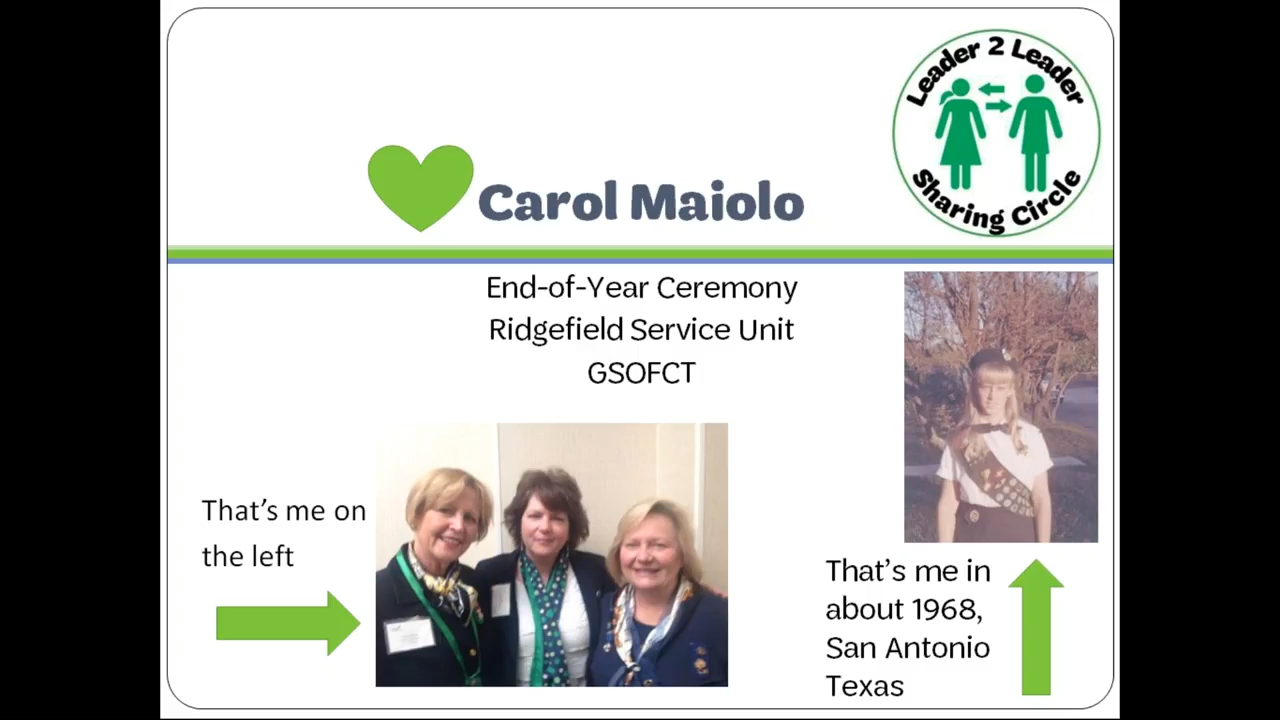 Leader 2 Leader
Sharing Circle
Carol Maiolo
End-of-Year Ceremony
Ridgefield Service Unit
GSOFCT
That's me on
the left
That's me in
about 1968,
San Antonio
Texas